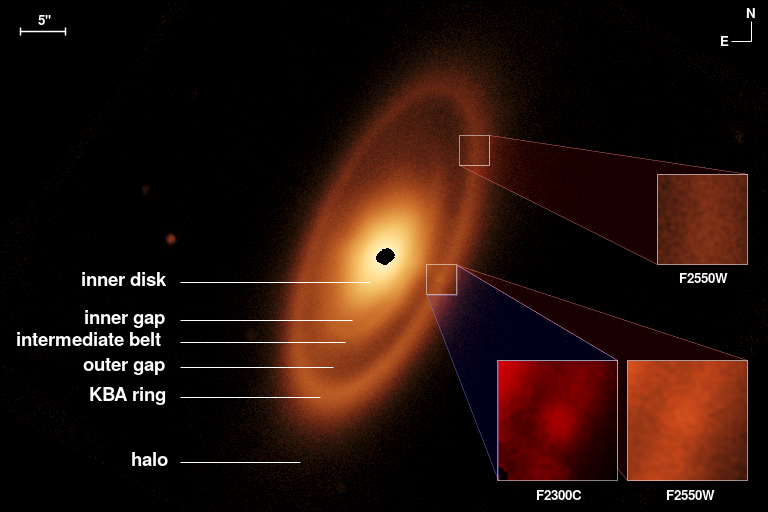 5"
N
E
F2550W
inner disk
inner gap
intermediate belt
outer gap
KBA ring
halo
F2300C
F2550W